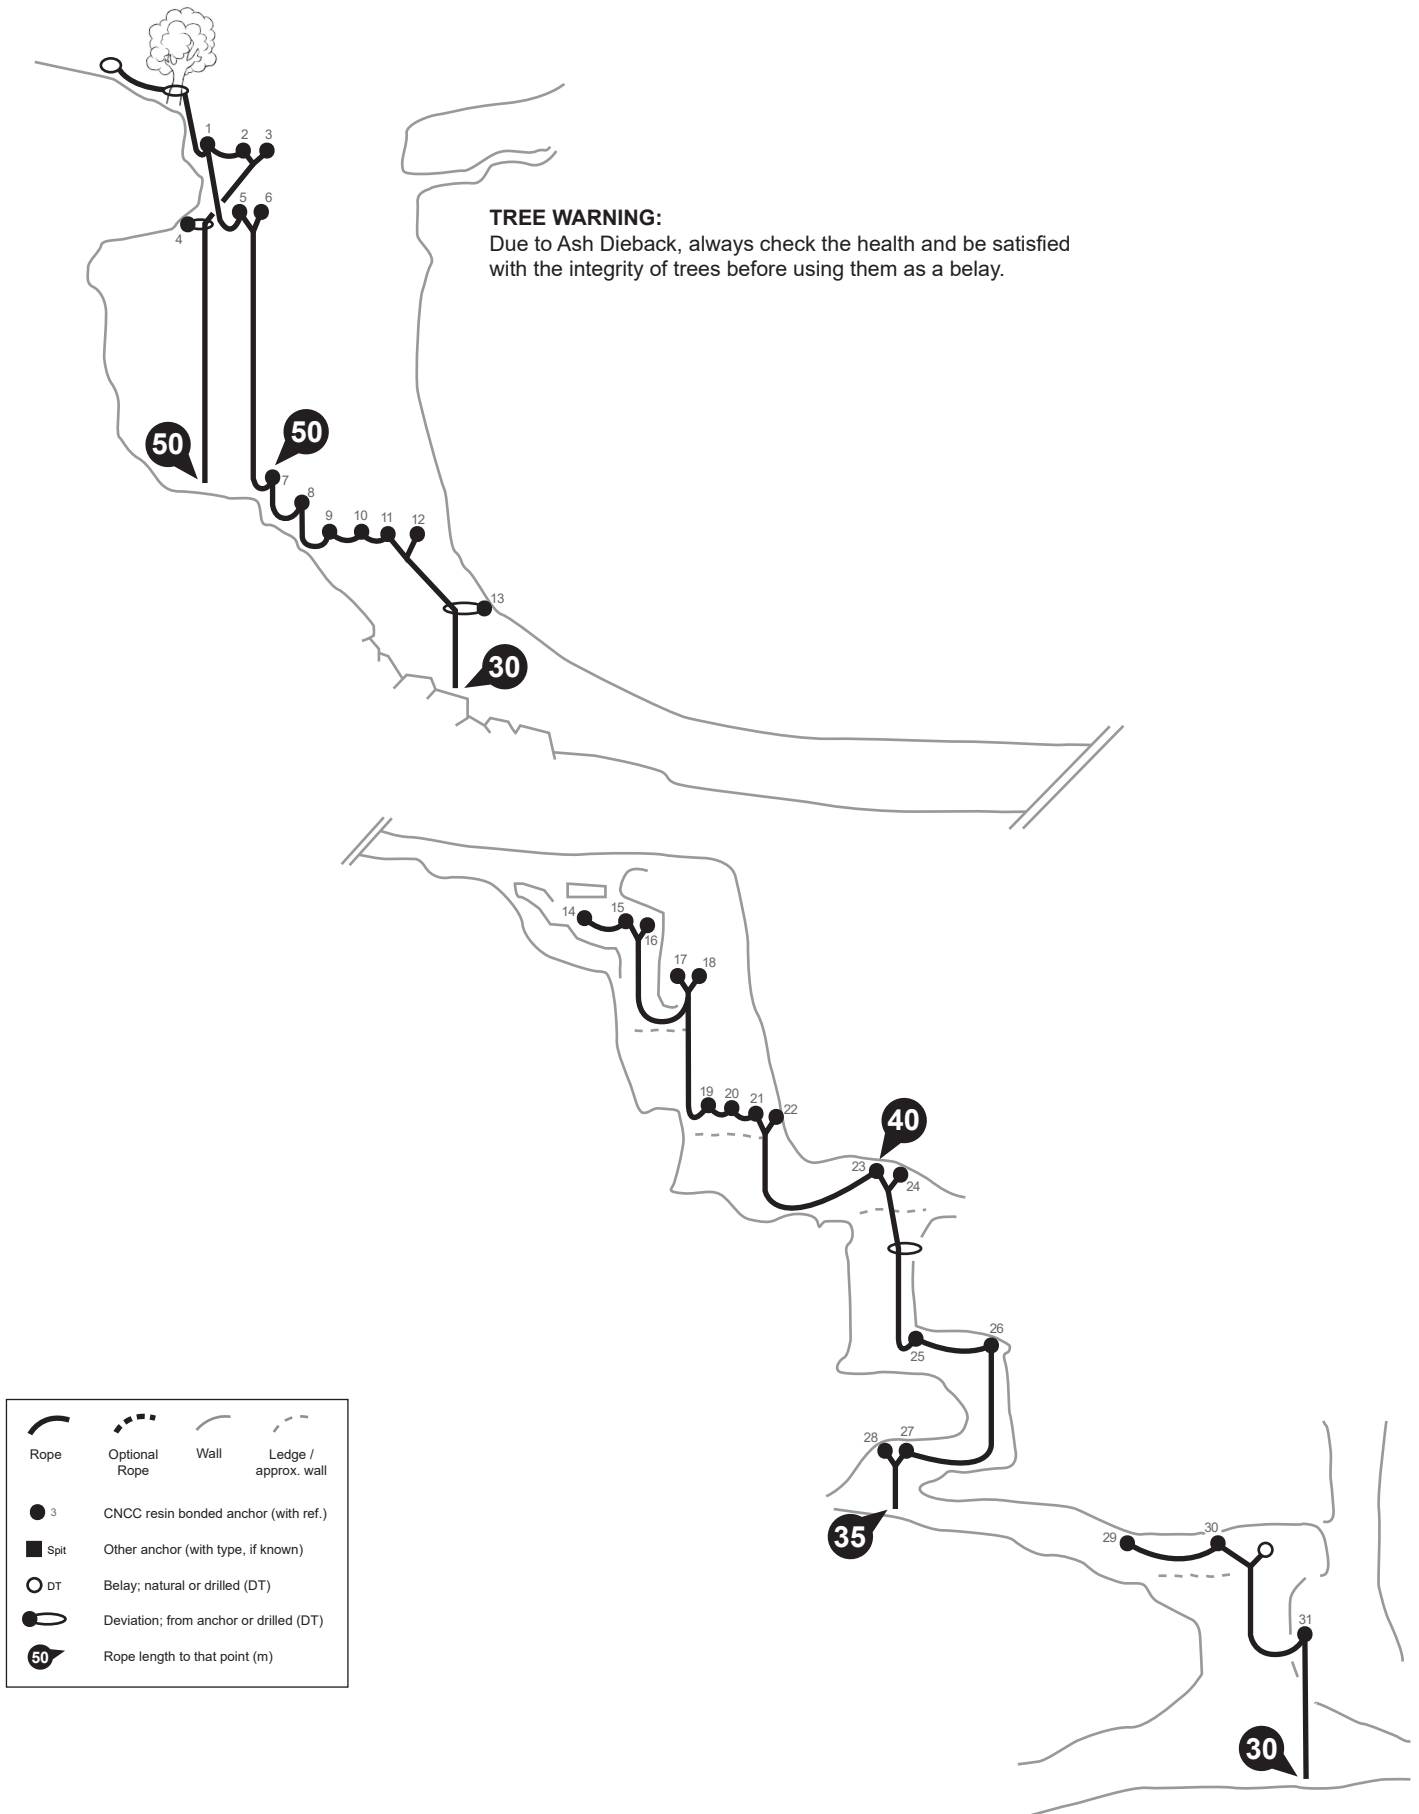 1
2
3
TREE WARNING:
Due to Ash Dieback, always check the health and be satisfied
with the integrity of trees before using them as a belay.
4
5
6
50
50
7
8
9
10
11
12
13
30
14
15
16
17
18
19
20
21
22
40
23
24
25
26
28
27
35
29
30
31
30
Rope
Optional
Rope
Wall
Ledge /
approx. wall
3 CNCC resin bonded anchor (with ref.)
Spit Other anchor (with type, if known)
DT Belay; natural or drilled (DT)
Deviation; from anchor or drilled (DT)
50 Rope length to that point (m)